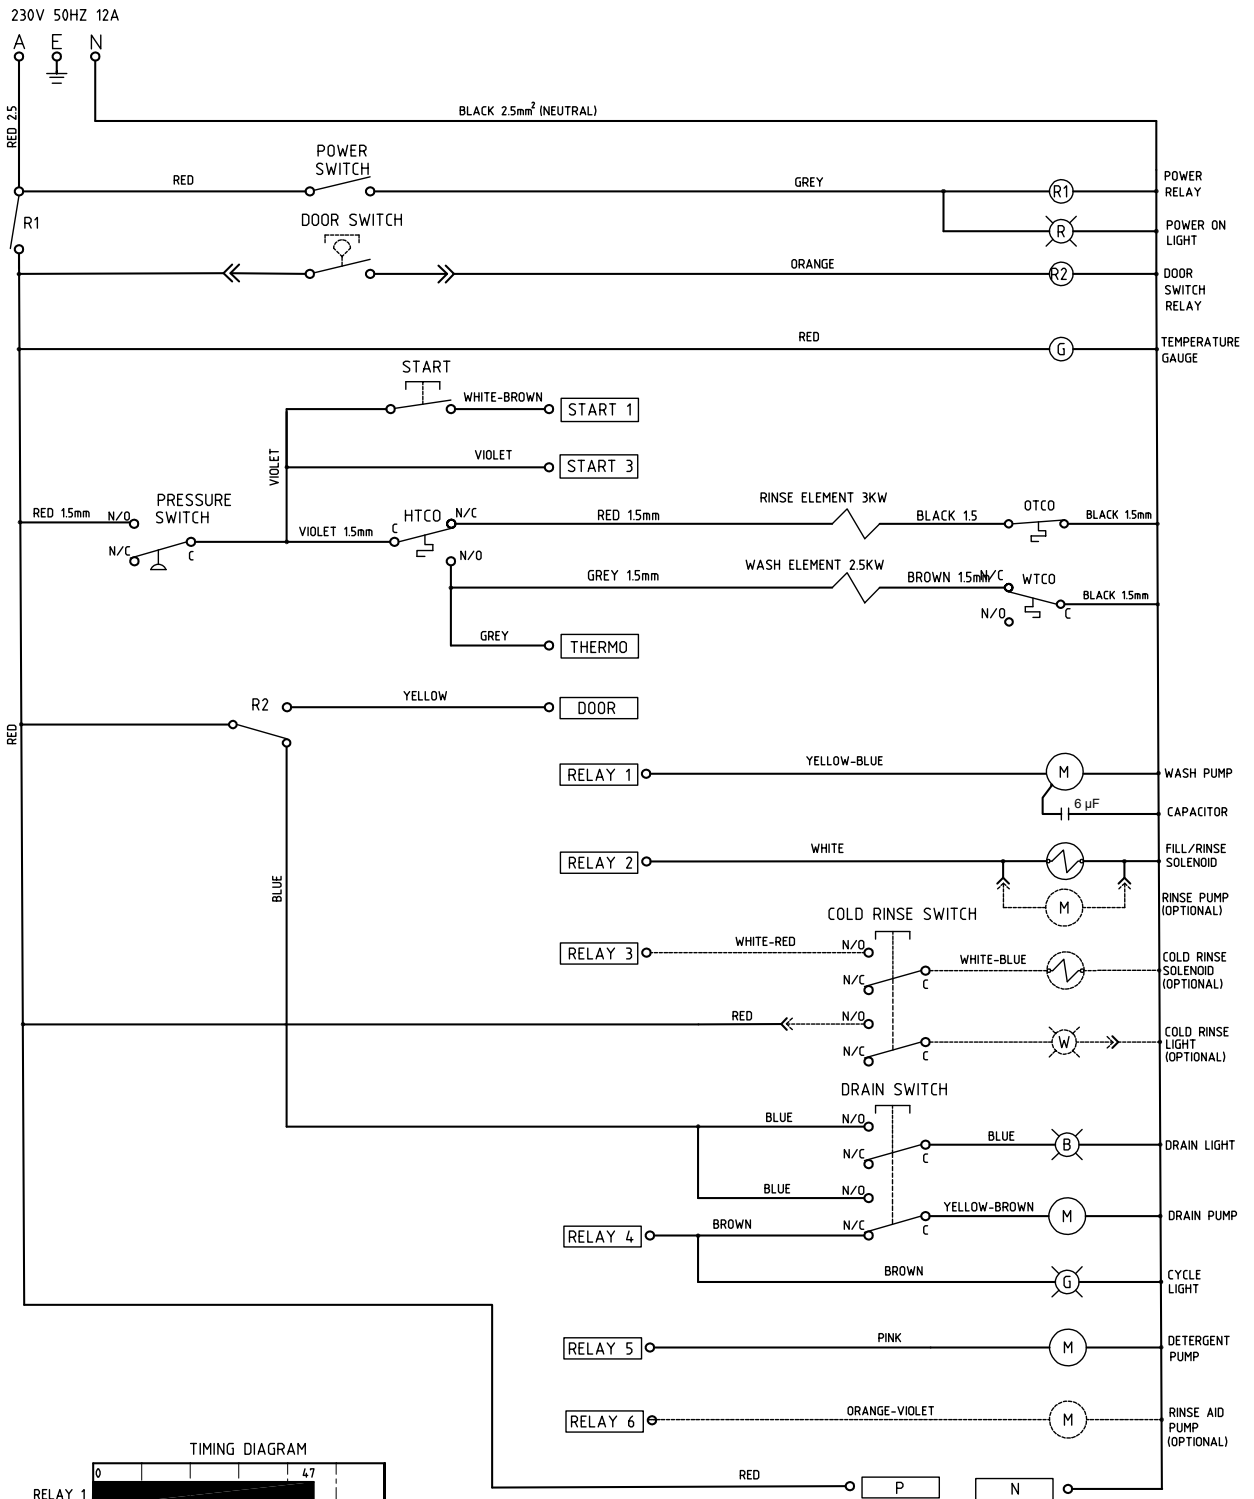 230V 50HZ 12A
A E N
RED 2.5
BLACK 2.5mm² (NEUTRAL)
POWER
SWITCH
RED
GREY
R1
POWER
RELAY
R1
DOOR SWITCH
R
POWER ON
LIGHT
ORANGE
R2
DOOR
SWITCH
RELAY
RED
G
TEMPERATURE
GAUGE
START
WHITE-BROWN
START 1
VIOLET
VIOLET
START 3
RED 1.5mm
N/O
PRESSURE
SWITCH
N/C
C
VIOLET 1.5mm
C
HTCO
N/C
RED 1.5mm
RINSE ELEMENT 3KW
BLACK 1.5
OTCO
BLACK 1.5mm
N/O
GREY 1.5mm
WASH ELEMENT 2.5KW
BROWN 1.5mm
N/C
WTCO
BLACK 1.5mm
N/O
C
GREY
THERMO
R2
YELLOW
DOOR
RED
RELAY 1
YELLOW-BLUE
M
WASH PUMP
6 µF
CAPACITOR
RELAY 2
WHITE
FILL/RINSE
SOLENOID
BLUE
M
RINSE PUMP
(OPTIONAL)
COLD RINSE SWITCH
RELAY 3
WHITE-RED
N/O
WHITE-BLUE
COLD RINSE
SOLENOID
(OPTIONAL)
N/C
C
RED
N/O
N/C
C
W
COLD RINSE
LIGHT
(OPTIONAL)
DRAIN SWITCH
BLUE
N/O
N/C
C
BLUE
B
DRAIN LIGHT
BLUE
N/O
YELLOW-BROWN
M
DRAIN PUMP
RELAY 4
BROWN
N/C
C
BROWN
G
CYCLE
LIGHT
RELAY 5
PINK
M
DETERGENT
PUMP
RELAY 6
ORANGE-VIOLET
M
RINSE AID
PUMP
(OPTIONAL)
TIMING DIAGRAM
0 47
RELAY 1
RED
P
N